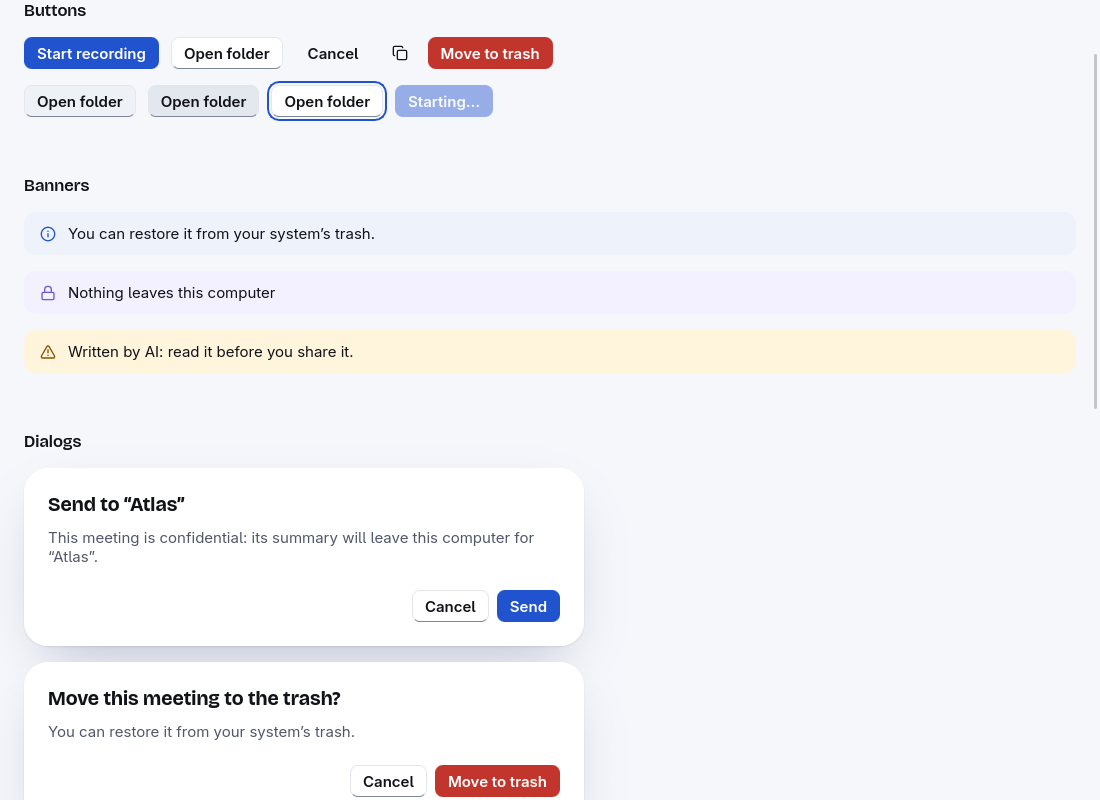 Buttons
Start recording Open folder Cancel Move to trash
Open folder Open folder Open folder Starting…
Banners
You can restore it from your system’s trash.
Nothing leaves this computer
Written by AI: read it before you share it.
Dialogs
Send to “Atlas”
This meeting is confidential: its summary will leave this computer for
“Atlas”.
Cancel Send
Move this meeting to the trash?
You can restore it from your system’s trash.
Cancel Move to trash